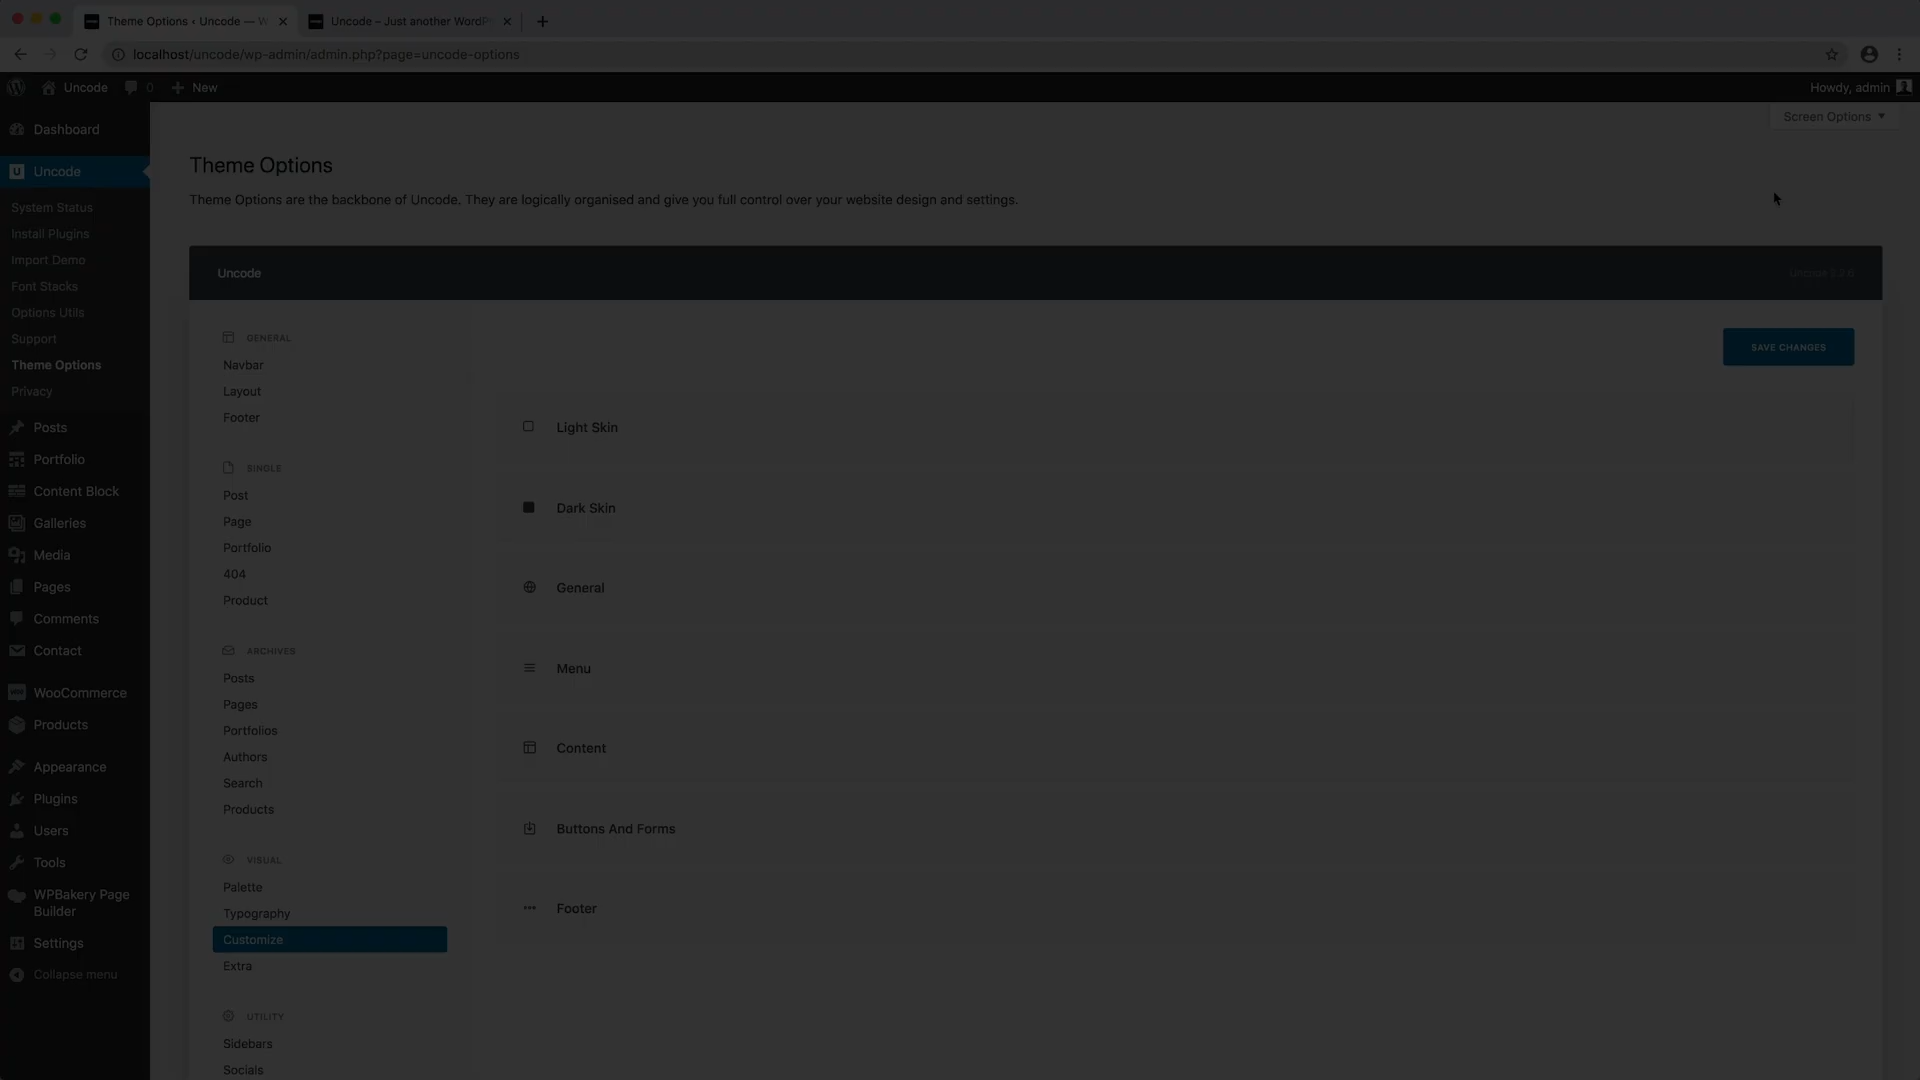 Theme Options ‹ Uncode — W
Uncode – Just another WordP
localhost/uncode/wp-admin/admin.php?page=uncode-options
Uncode
0
New
Howdy, admin
Screen Options
Dashboard
Uncode
System Status
Install Plugins
Import Demo
Font Stacks
Options Utils
Support
Theme Options
Privacy
Posts
Portfolio
Content Block
Galleries
Media
Pages
Comments
Contact
WooCommerce
Products
Appearance
Plugins
Users
Tools
WPBakery Page
Builder
Settings
Collapse menu
Theme Options
Theme Options are the backbone of Uncode. They are logically organised and give you full control over your website design and settings.
Uncode
GENERAL
Navbar
Layout
Footer
SINGLE
Post
Page
Portfolio
404
Product
ARCHIVES
Posts
Pages
Portfolios
Authors
Search
Products
VISUAL
Palette
Typography
Customize
Extra
UTILITY
Sidebars
Socials
SAVE CHANGES
Light Skin
Dark Skin
General
Menu
Content
Buttons And Forms
Footer